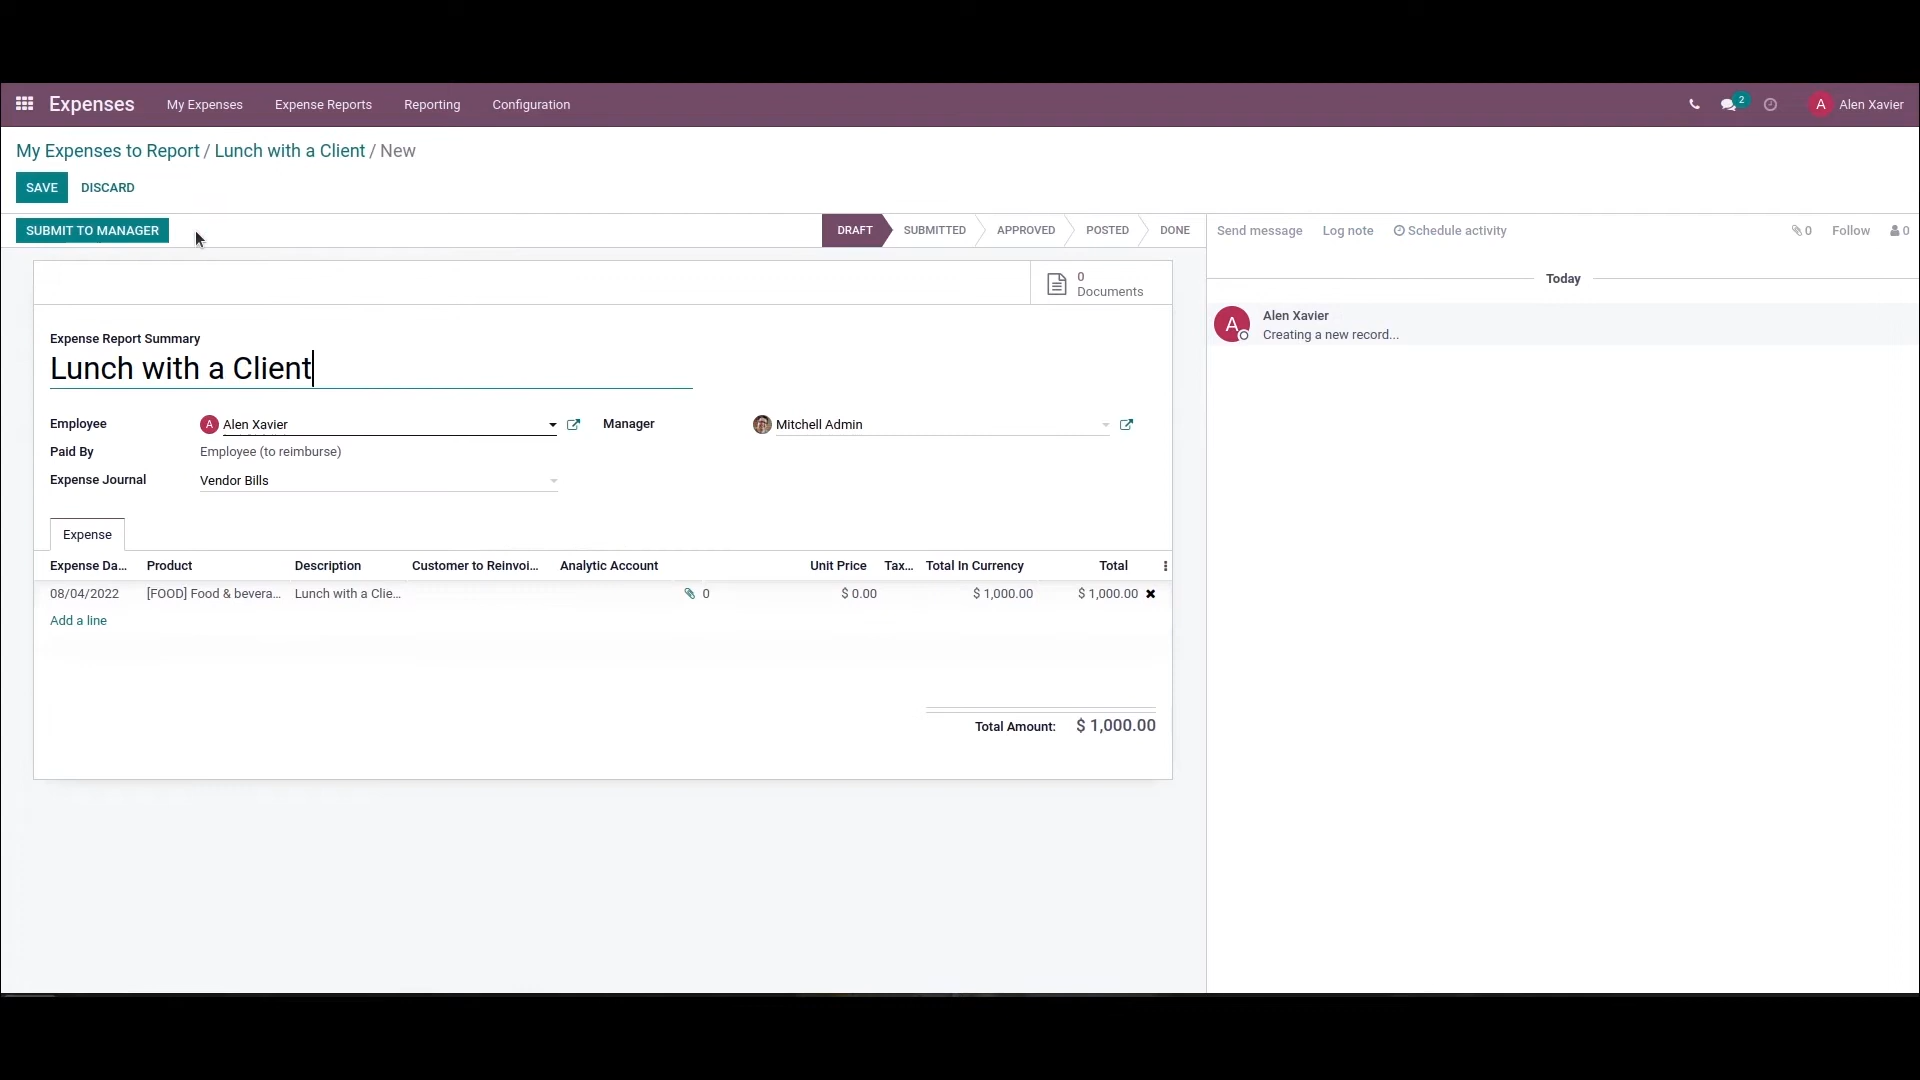 Expenses My Expenses Expense Reports Reporting Configuration 2 A Alen Xavier
My Expenses to Report / Lunch with a Client / New
SAVE DISCARD
SUBMIT TO MANAGER DRAFT SUBMITTED APPROVED POSTED DONE Send message Log note Schedule activity 0 Follow 0
0
Documents
Today
A Alen Xavier
Creating a new record...
Expense Report Summary
Lunch with a Client
Employee A Alen Xavier Manager Mitchell Admin
Paid By Employee (to reimburse)
Expense Journal Vendor Bills
Expense
Expense Da... Product Description Customer to Reinvoi... Analytic Account Unit Price Tax... Total In Currency Total
08/04/2022 [FOOD] Food & bevera... Lunch with a Clie... 0 $ 0.00 $ 1,000.00 $ 1,000.00
Add a line
Total Amount: $ 1,000.00